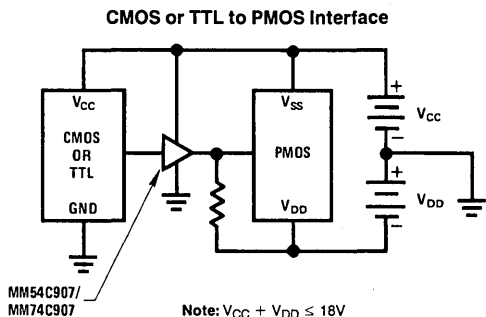 CMOS or TTL to PMOS Interface
VCC
CMOS
OR
TTL
GND
VSS
PMOS
VDD
+
VCC
−
+
VDD
−
MM54C907/
MM74C907
Note: VCC + VDD ≤ 18V